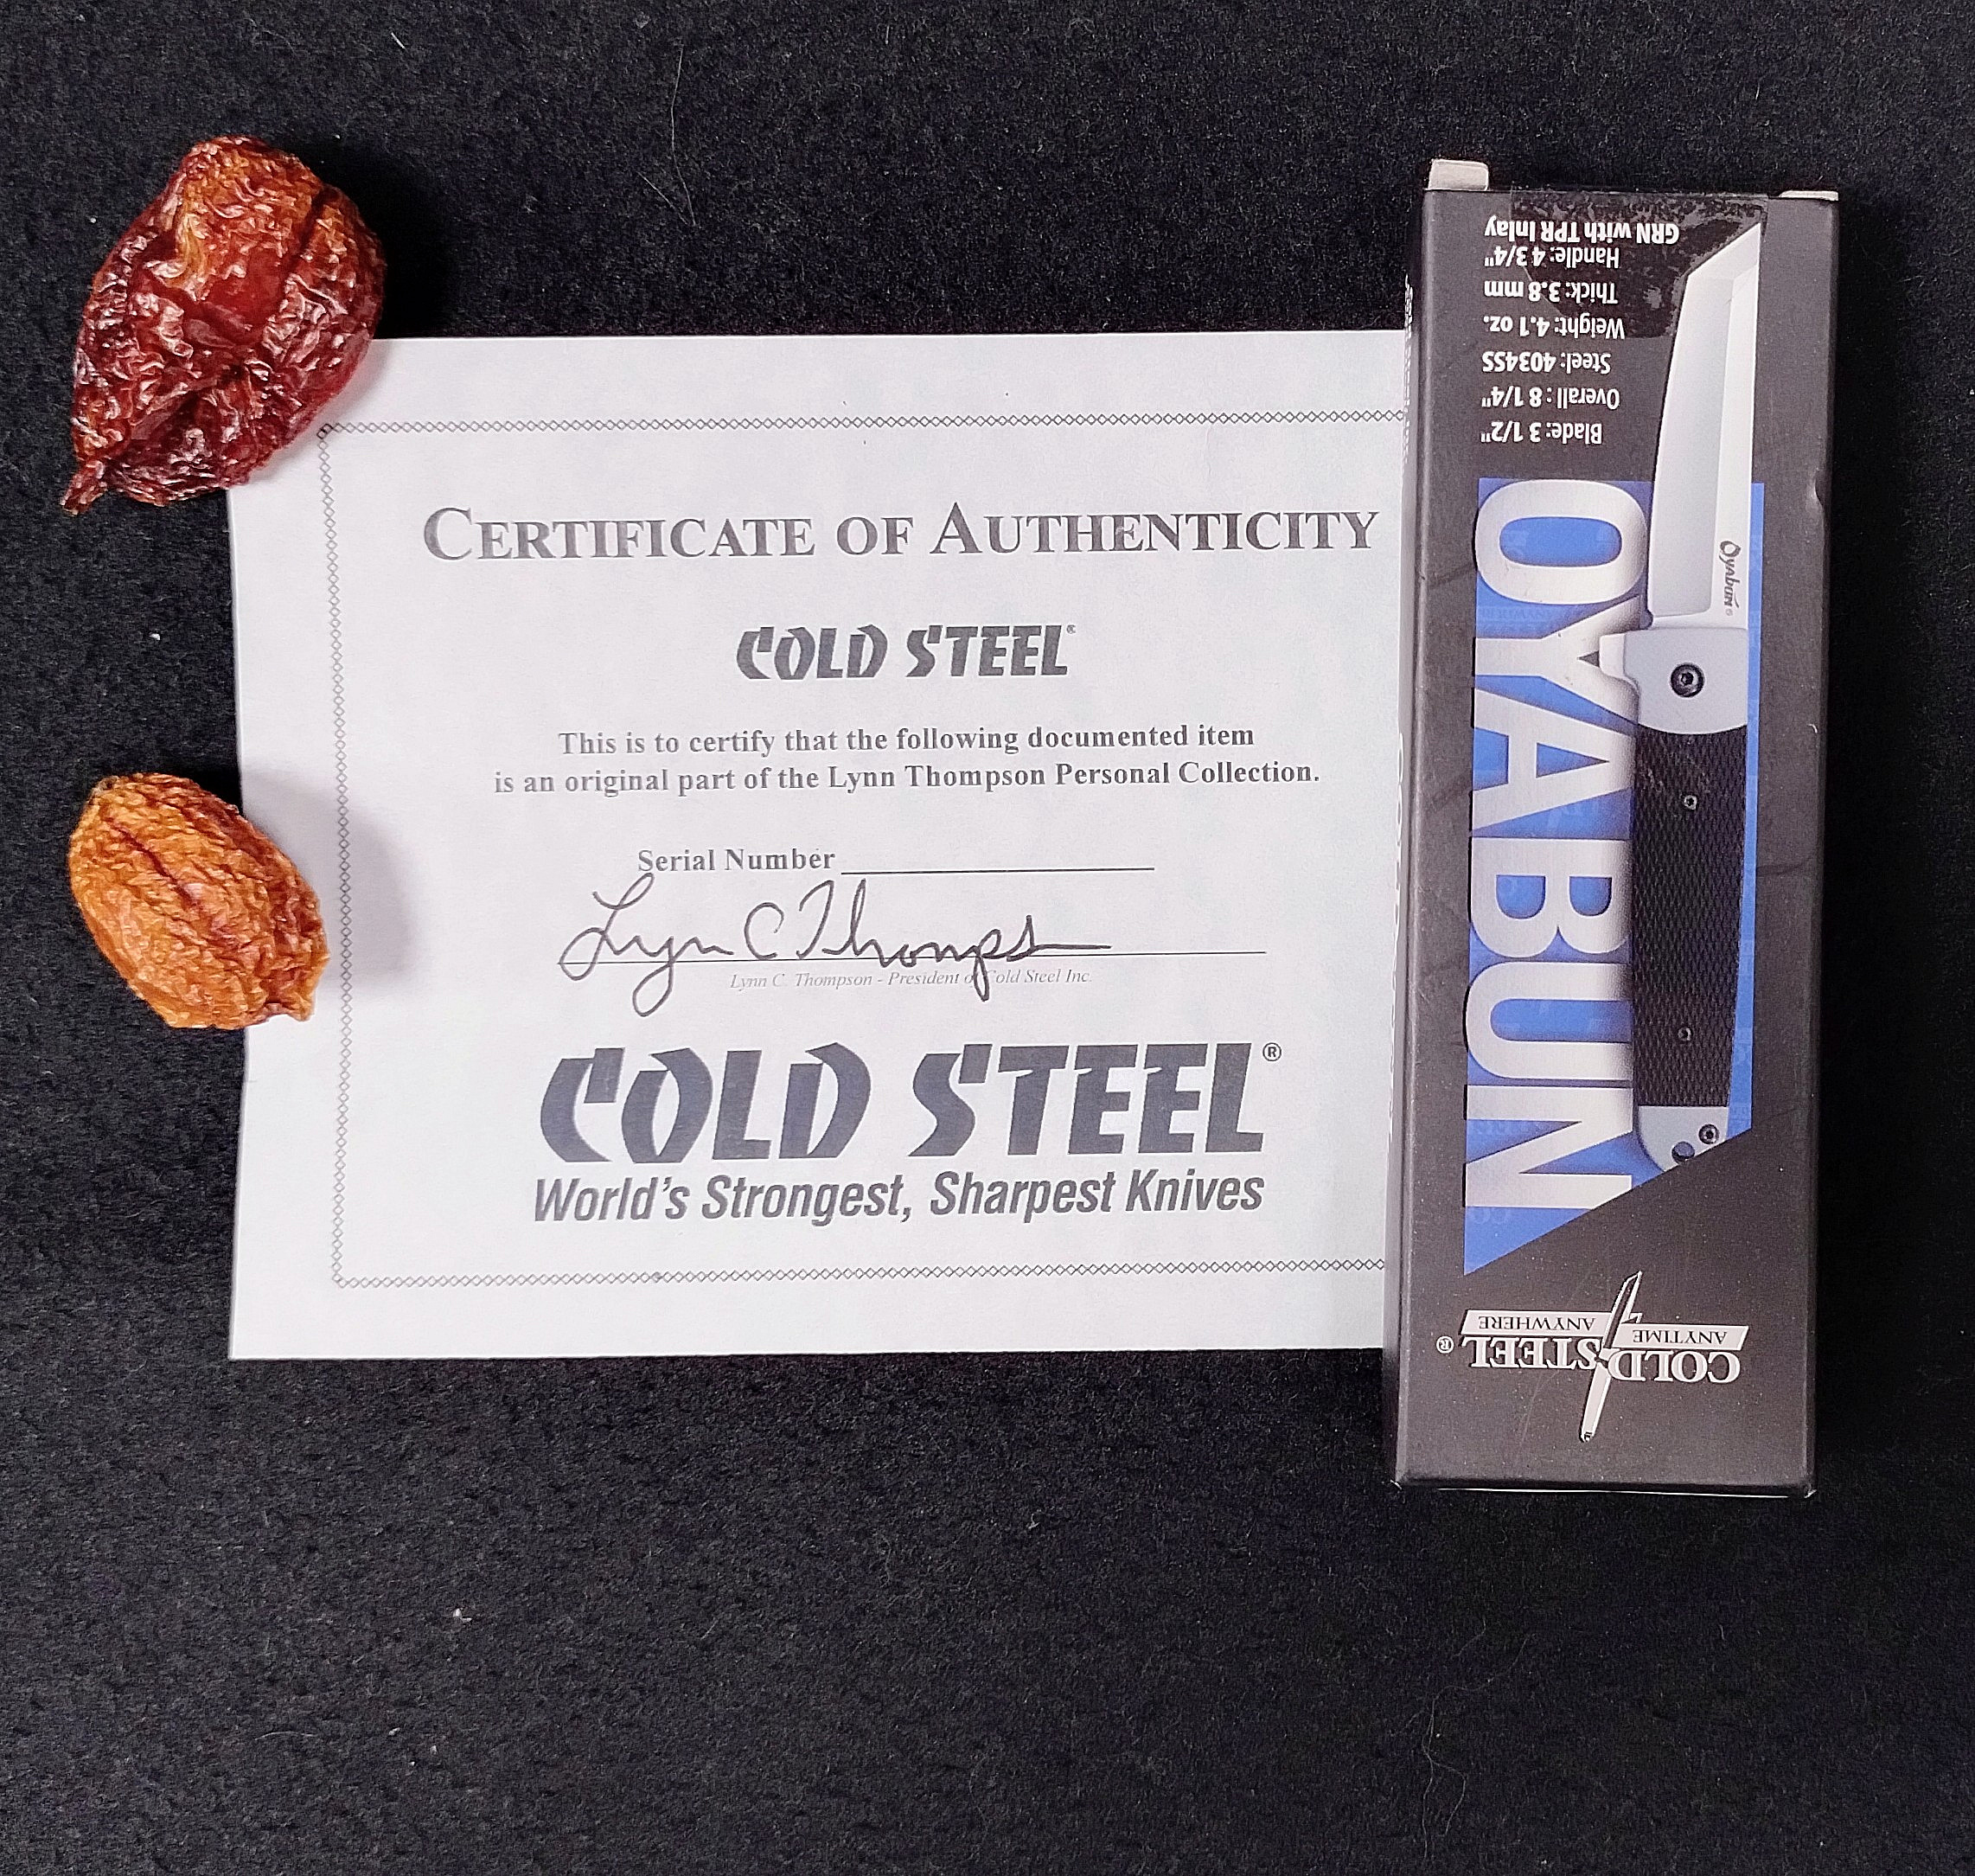 CERTIFICATE OF AUTHENTICITY
COLD STEEL®
This is to certify that the following documented item
is an original part of the Lynn Thompson Personal Collection.
Serial Number
Lynn C Thompson
Lynn C. Thompson - President of Cold Steel Inc.
COLD STEEL®
World's Strongest, Sharpest Knives
COLD STEEL®
ANYTIME ANYWHERE
OYABUN
Oyabun®
Blade: 3 1/2"
Overall : 8 1/4"
Steel: 4034SS
Weight: 4.1 oz.
Thick: 3.8 mm
Handle: 4 3/4"
GRN with TPR Inlay